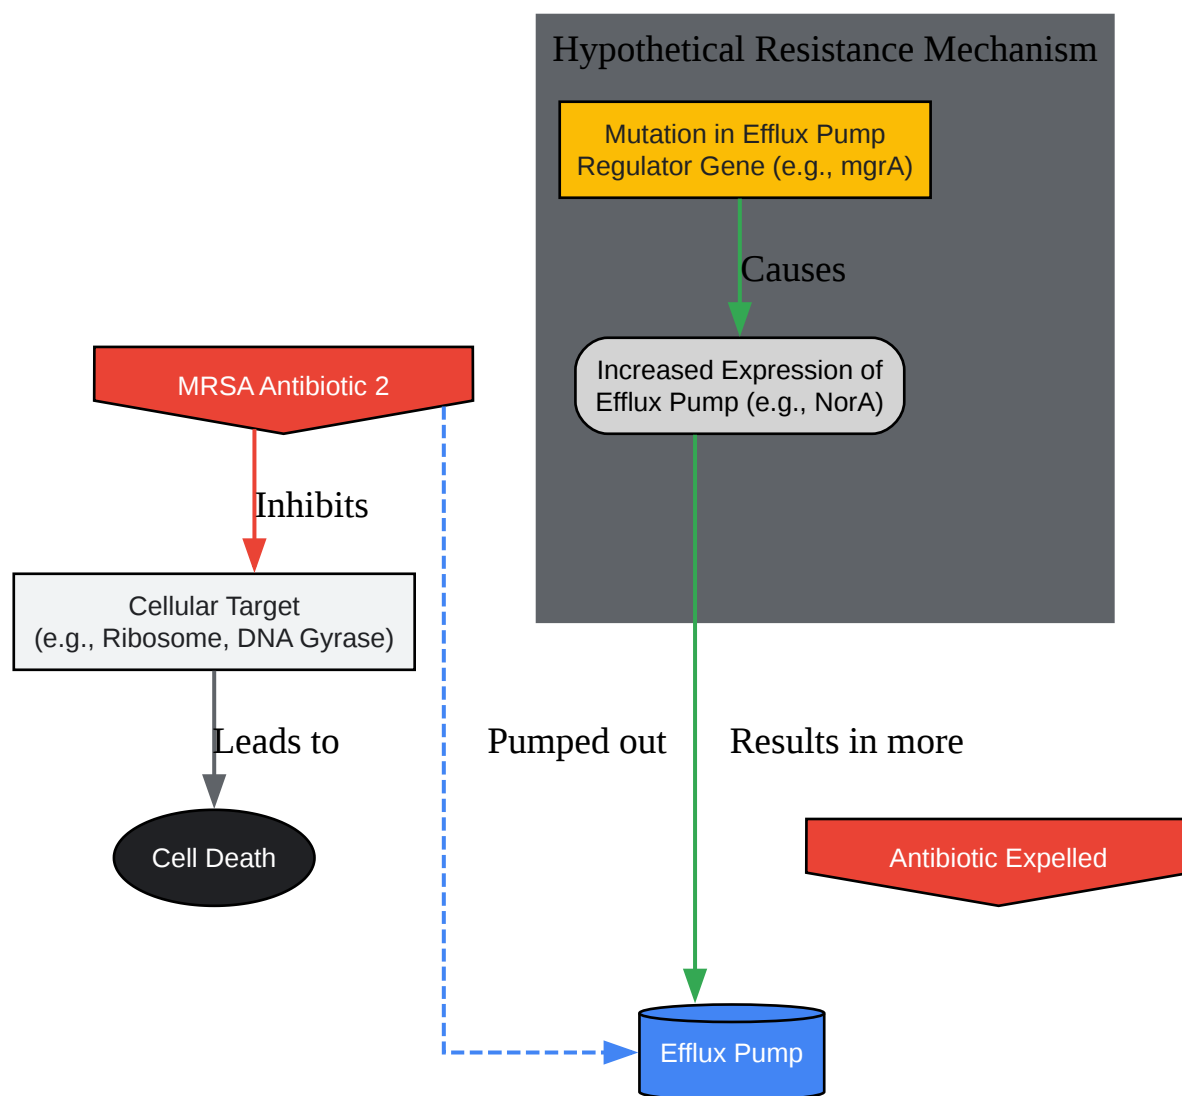 Hypothetical Resistance Mechanism
Mutation in Efflux Pump
Regulator Gene (e.g., mgrA)
Causes
MRSA Antibiotic 2
Increased Expression of
Efflux Pump (e.g., NorA)
Inhibits
Cellular Target
(e.g., Ribosome, DNA Gyrase)
Leads to
Pumped out
Results in more
Cell Death
Antibiotic Expelled
Efflux Pump